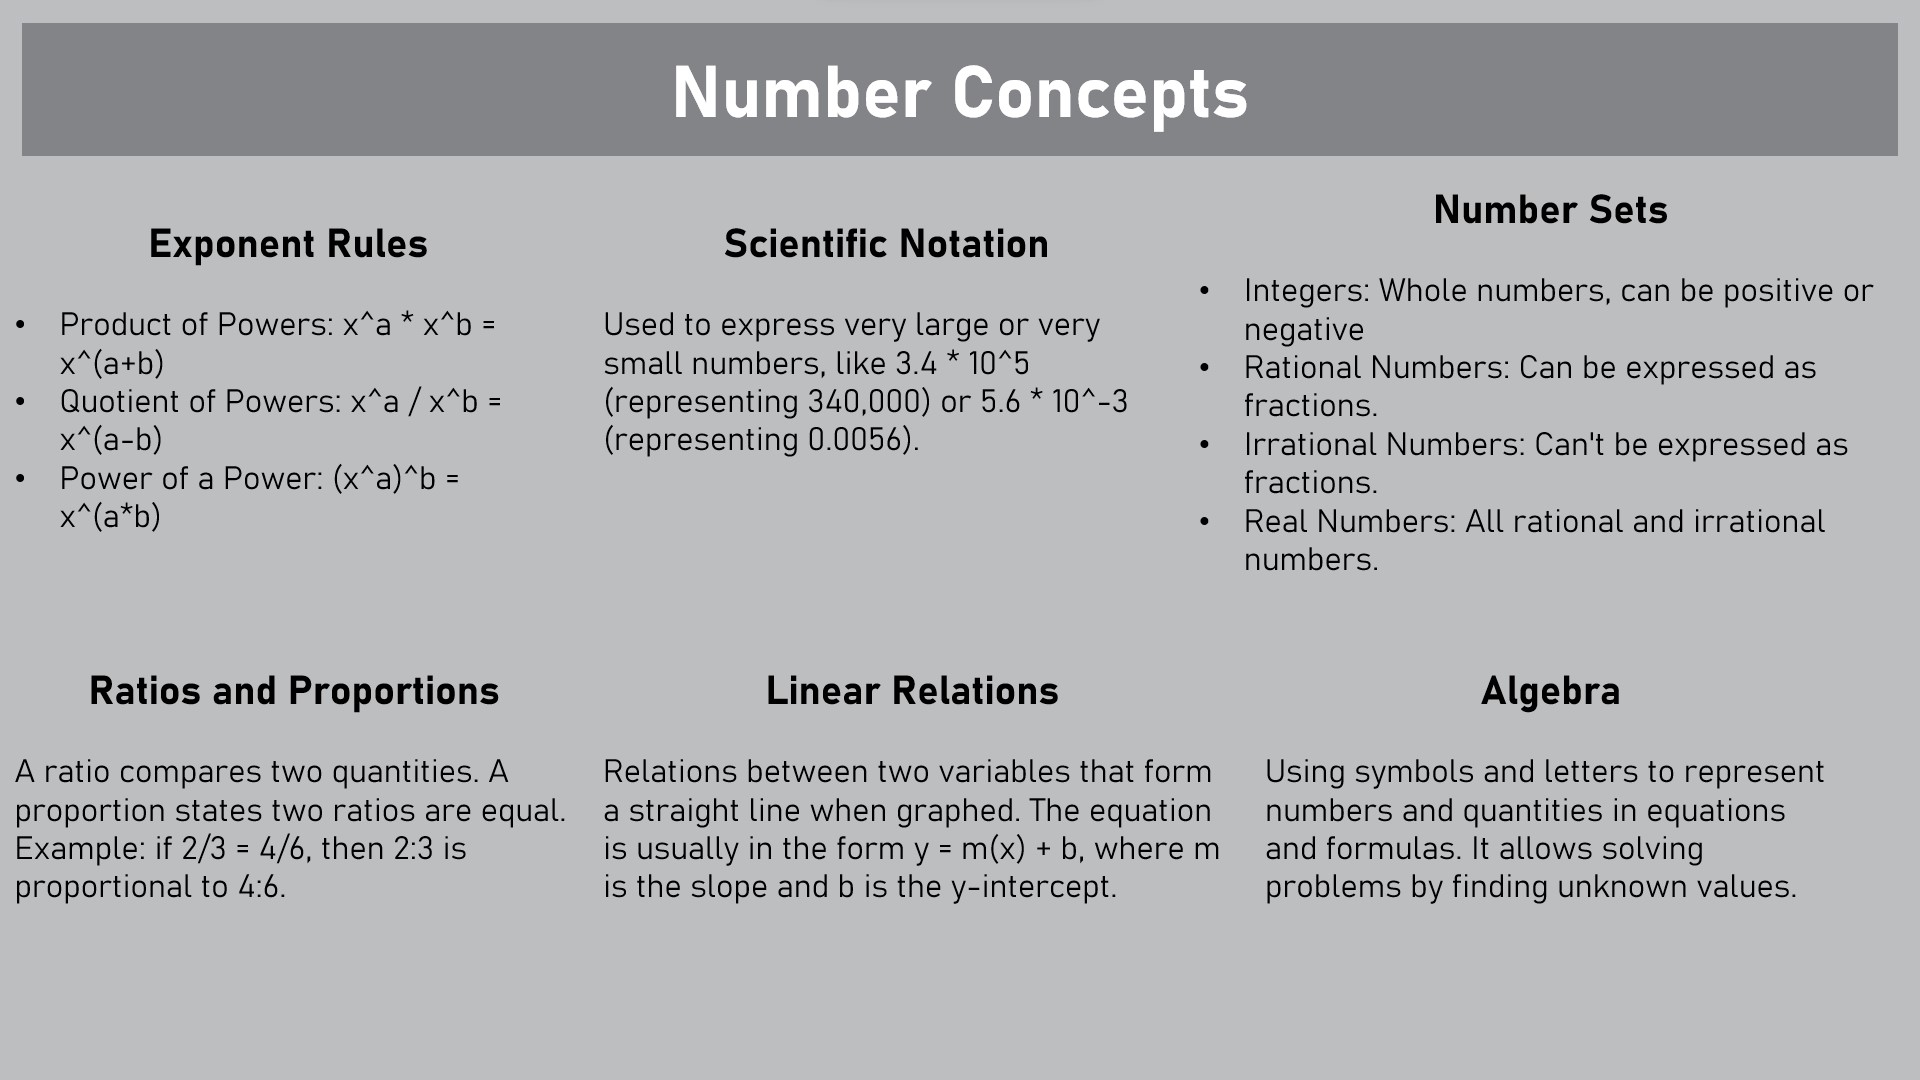 Number Concepts
Exponent Rules
• Product of Powers: x^a * x^b =
x^(a+b)
• Quotient of Powers: x^a / x^b =
x^(a-b)
• Power of a Power: (x^a)^b =
x^(a*b)
Scientific Notation
Used to express very large or very
small numbers, like 3.4 * 10^5
(representing 340,000) or 5.6 * 10^-3
(representing 0.0056).
Number Sets
• Integers: Whole numbers, can be positive or
negative
• Rational Numbers: Can be expressed as
fractions.
• Irrational Numbers: Can't be expressed as
fractions.
• Real Numbers: All rational and irrational
numbers.
Ratios and Proportions
A ratio compares two quantities. A
proportion states two ratios are equal.
Example: if 2/3 = 4/6, then 2:3 is
proportional to 4:6.
Linear Relations
Relations between two variables that form
a straight line when graphed. The equation
is usually in the form y = m(x) + b, where m
is the slope and b is the y-intercept.
Algebra
Using symbols and letters to represent
numbers and quantities in equations
and formulas. It allows solving
problems by finding unknown values.